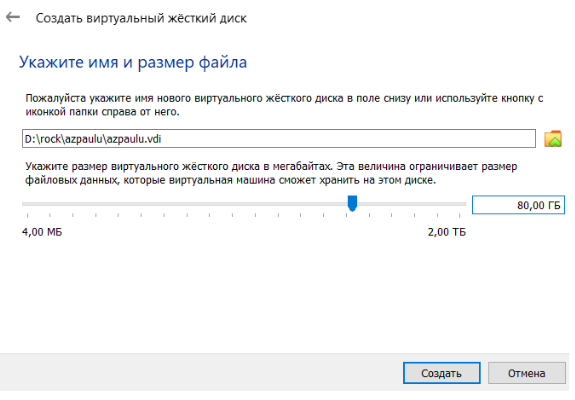 Создать виртуальный жёсткий диск
Укажите имя и размер файла
Пожалуйста укажите имя нового виртуального жёсткого диска в поле снизу или используйте кнопку с
иконкой папки справа от него.
D:\rock\azpaulu\azpaulu.vdi
Укажите размер виртуального жёсткого диска в мегабайтах. Эта величина ограничивает размер
файловых данных, которые виртуальная машина сможет хранить на этом диске.
80,00 ГБ
4,00 МБ 2,00 ТБ
Создать Отмена